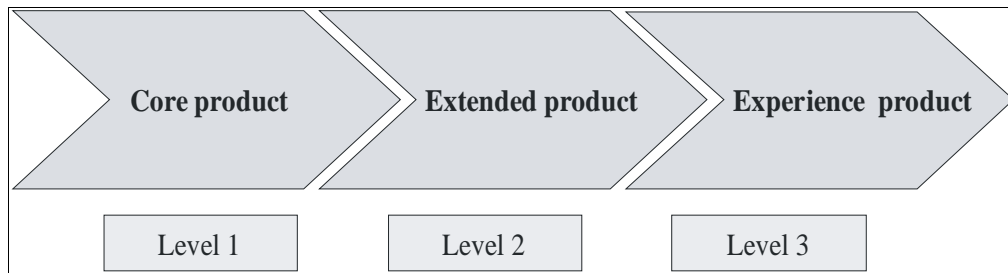 Core product
Extended product
Experience product
Level 1
Level 2
Level 3